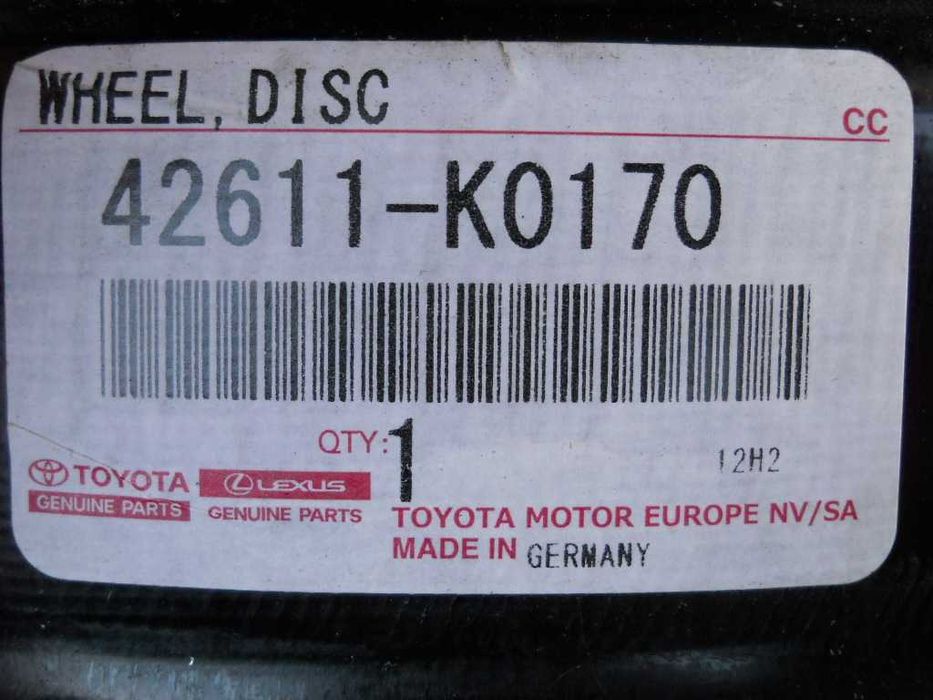 WHEEL, DISC
CC
42611-K0170
QTY: 1
12H2
TOYOTA
GENUINE PARTS
LEXUS
GENUINE PARTS
TOYOTA MOTOR EUROPE NV/SA
MADE IN GERMANY